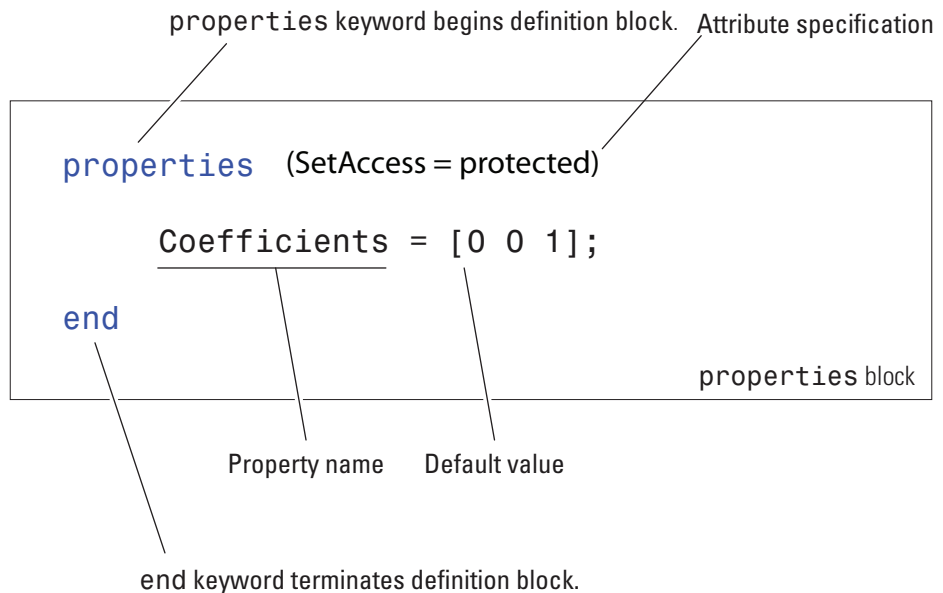 properties keyword begins definition block. Attribute specification
properties (SetAccess = protected)
Coefficients = [0 0 1];
end
properties block
Property name Default value
end keyword terminates definition block.